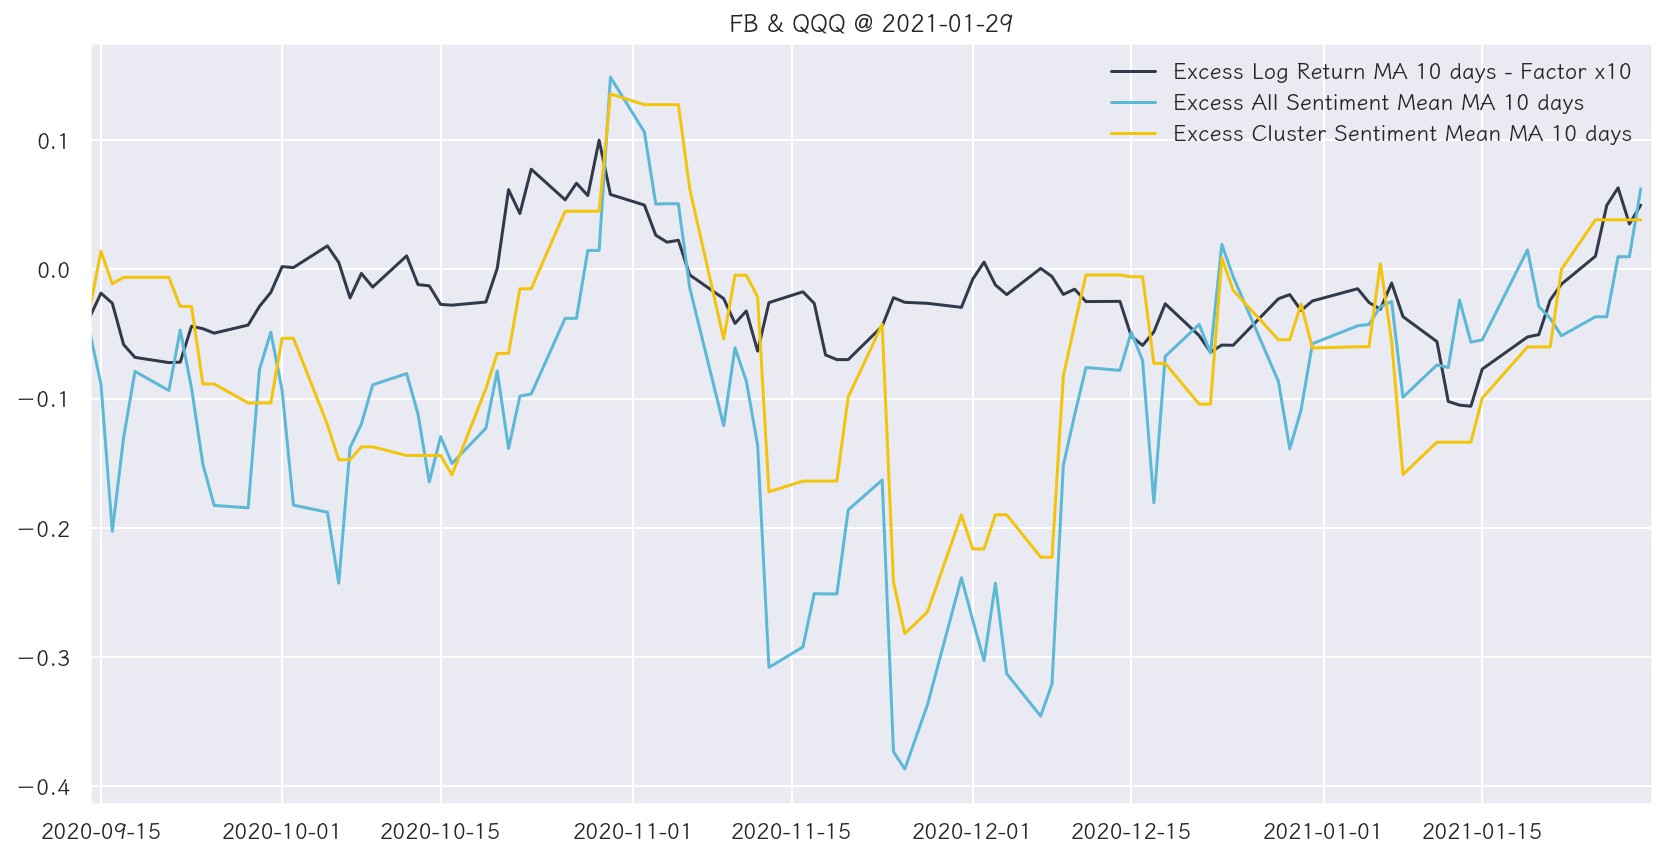 FB & QQQ @ 2021-01-29
Excess Log Return MA 10 days - Factor x10
Excess All Sentiment Mean MA 10 days
Excess Cluster Sentiment Mean MA 10 days
0.1
0.0
−0.1
−0.2
−0.3
−0.4
2020-09-15 2020-10-01 2020-10-15 2020-11-01 2020-11-15 2020-12-01 2020-12-15 2021-01-01 2021-01-15